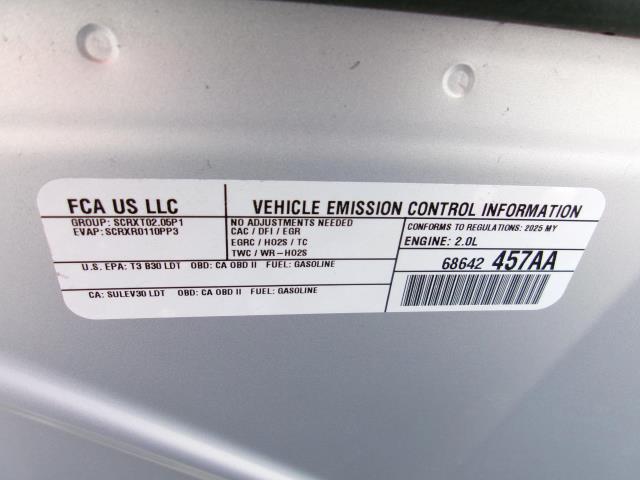 FCA US LLC
GROUP: SCRXT02.05P1
EVAP: SCRXR0110PP3
VEHICLE EMISSION CONTROL INFORMATION
NO ADJUSTMENTS NEEDED
CAC / DFI / EGR
EGRC / HO2S / TC
TWC / WR-HO2S
CONFORMS TO REGULATIONS: 2025 MY
ENGINE: 2.0L
U.S. EPA: T3 B30 LDT OBD: CA OBD II FUEL: GASOLINE
CA: SULEV30 LDT OBD: CA OBD II FUEL: GASOLINE
68642 457AA